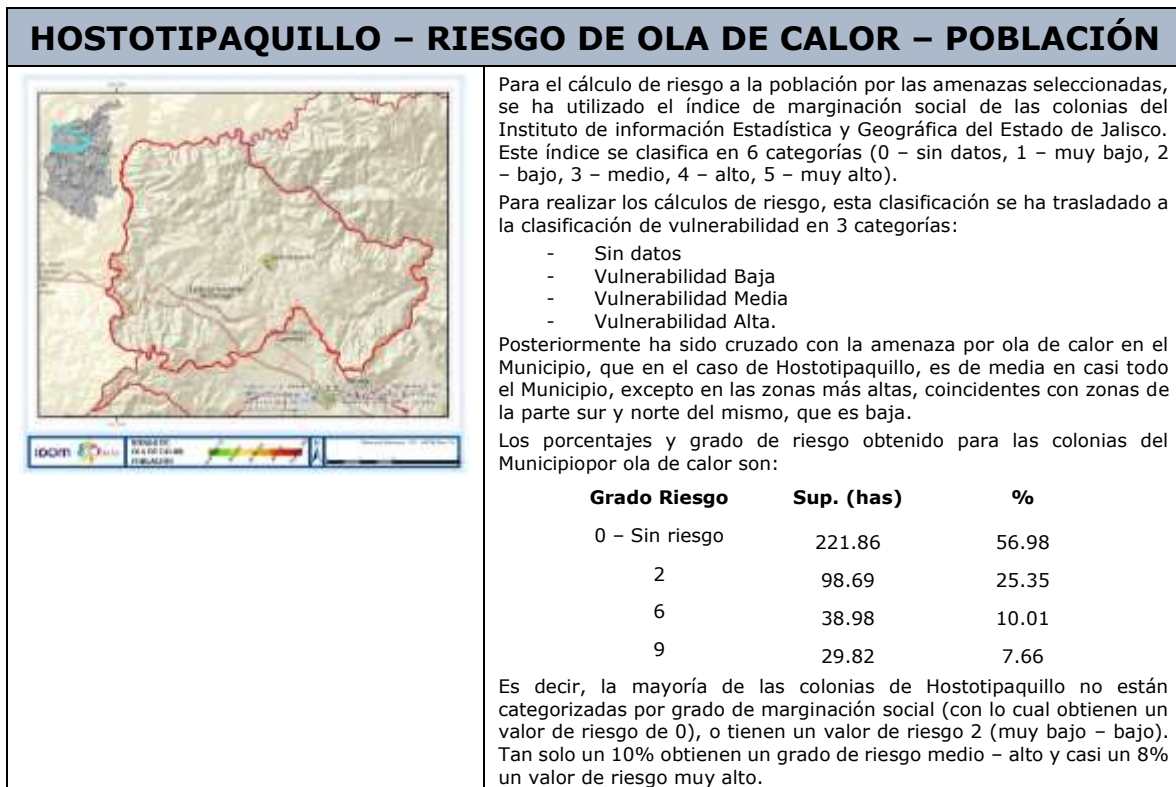 HOSTOTIPAQUILLO – RIESGO DE OLA DE CALOR – POBLACIÓN
idom
RIESGO DE
OLA DE CALOR
POBLACIÓN
Para el cálculo de riesgo a la población por las amenazas seleccionadas,
se ha utilizado el índice de marginación social de las colonias del
Instituto de información Estadística y Geográfica del Estado de Jalisco.
Este índice se clasifica en 6 categorías (0 – sin datos, 1 – muy bajo, 2
– bajo, 3 – medio, 4 – alto, 5 – muy alto).
Para realizar los cálculos de riesgo, esta clasificación se ha trasladado a
la clasificación de vulnerabilidad en 3 categorías:
- Sin datos
- Vulnerabilidad Baja
- Vulnerabilidad Media
- Vulnerabilidad Alta.
Posteriormente ha sido cruzado con la amenaza por ola de calor en el
Municipio, que en el caso de Hostotipaquillo, es de media en casi todo
el Municipio, excepto en las zonas más altas, coincidentes con zonas de
la parte sur y norte del mismo, que es baja.
Los porcentajes y grado de riesgo obtenido para las colonias del
Municipiopor ola de calor son:
Grado Riesgo Sup. (has) %
0 – Sin riesgo 221.86 56.98
2 98.69 25.35
6 38.98 10.01
9 29.82 7.66
Es decir, la mayoría de las colonias de Hostotipaquillo no están
categorizadas por grado de marginación social (con lo cual obtienen un
valor de riesgo de 0), o tienen un valor de riesgo 2 (muy bajo – bajo).
Tan solo un 10% obtienen un grado de riesgo medio – alto y casi un 8%
un valor de riesgo muy alto.